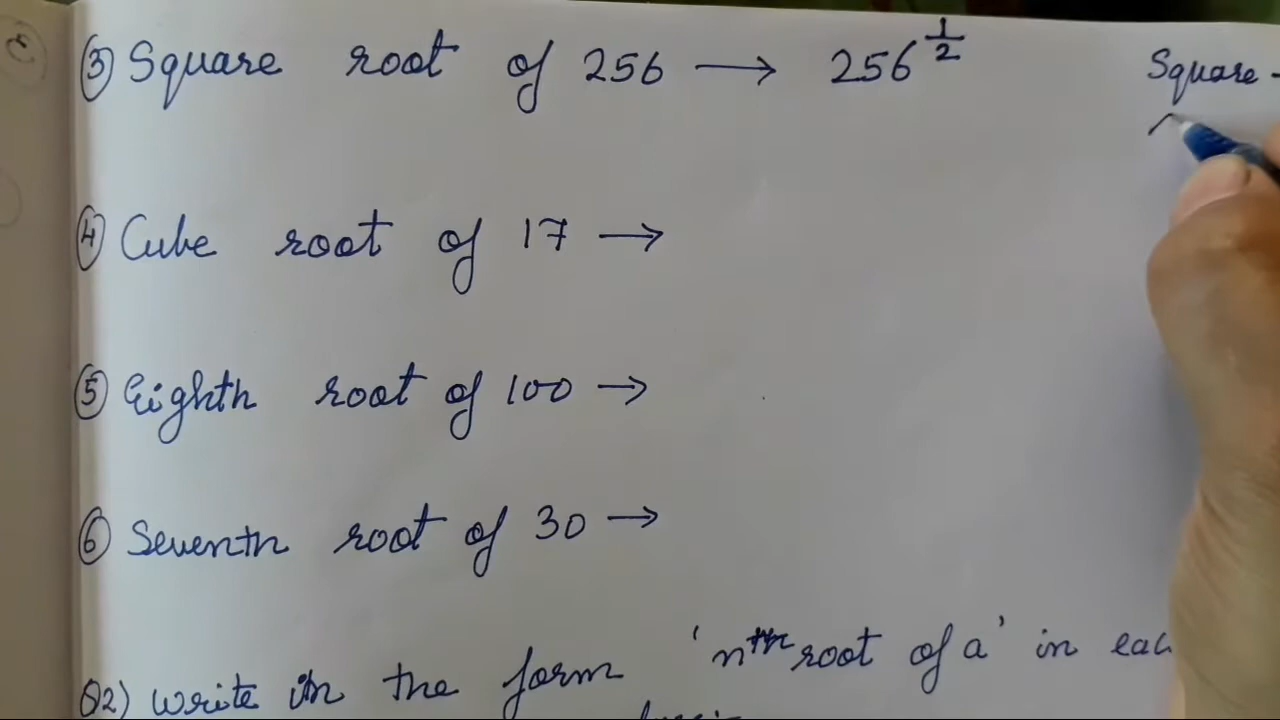 ③ Square root of 256 → 256^1/2
Square -
④ Cube root of 17 →
⑤ Eighth root of 100 →
⑥ Seventh root of 30 →
Q2) Write in the form 'nth root of a' in